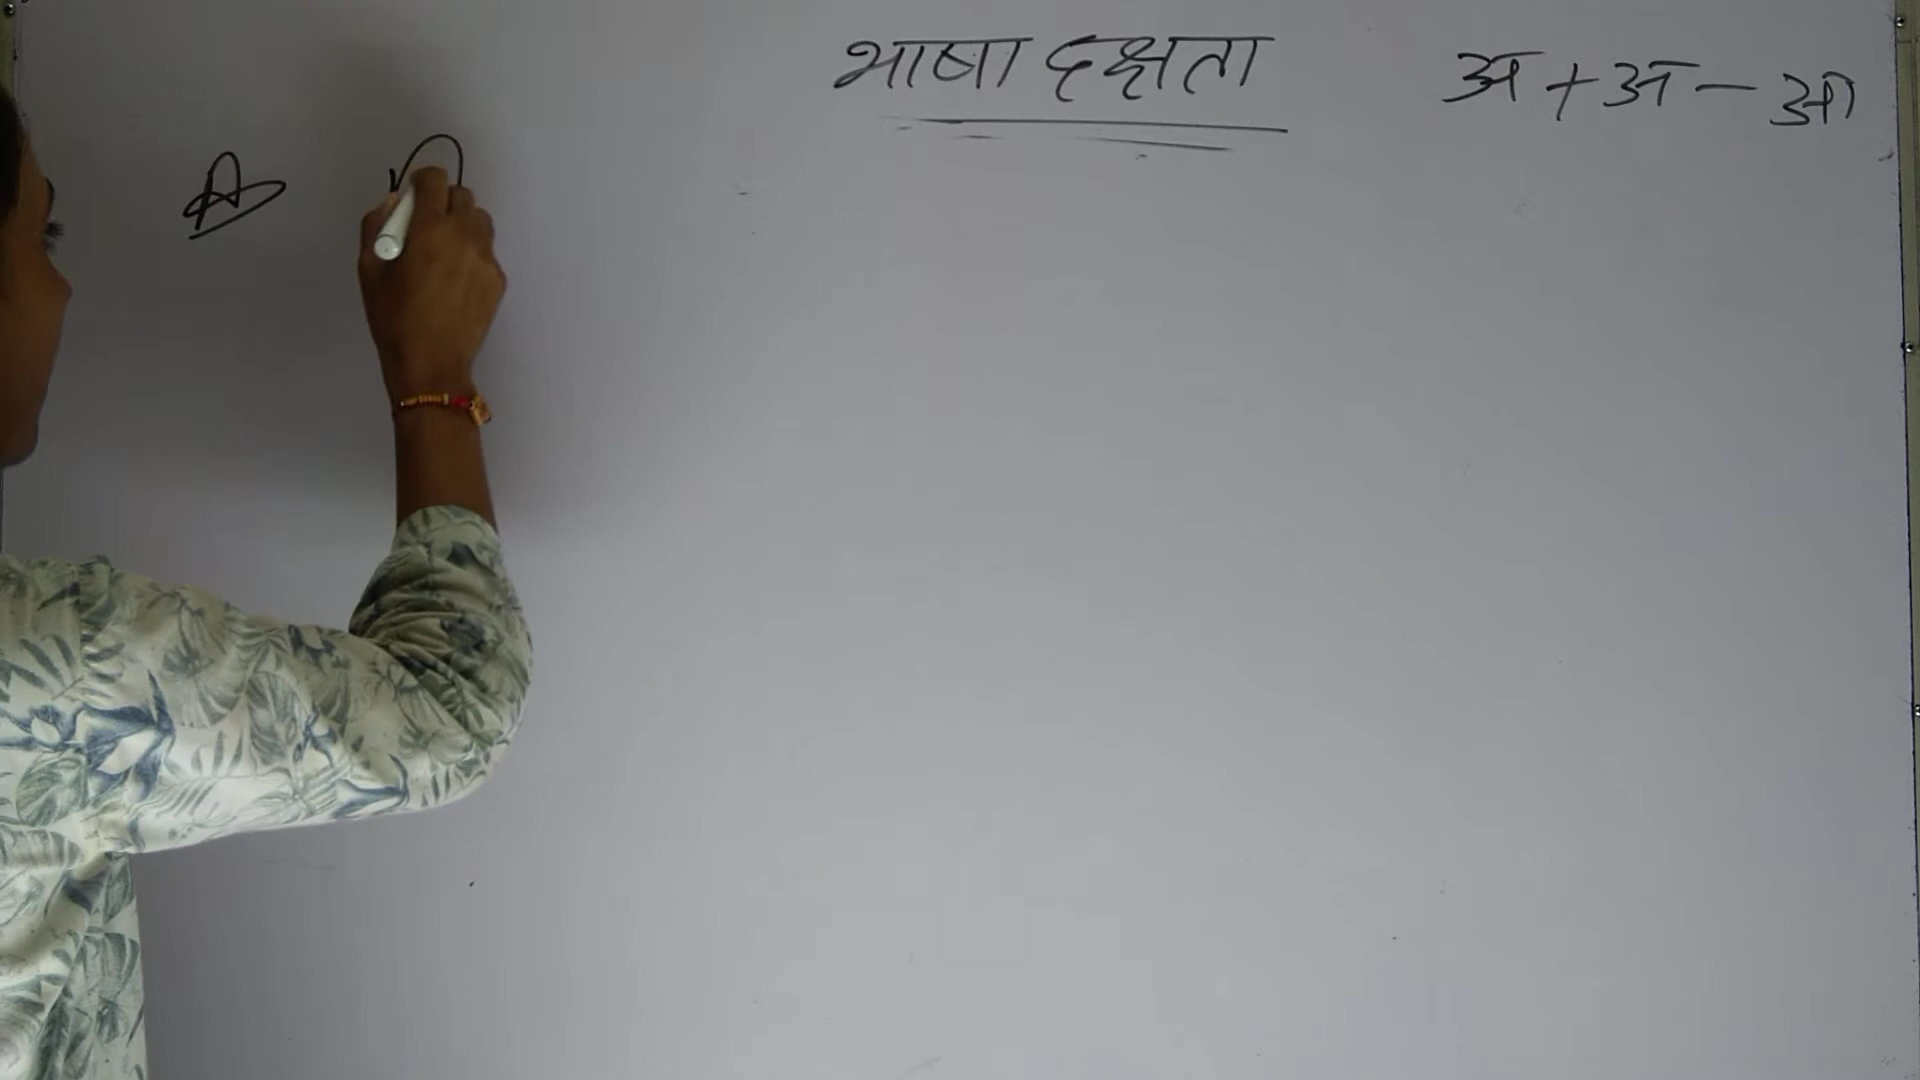 भाषा दक्षता
अ + अ - आ
A